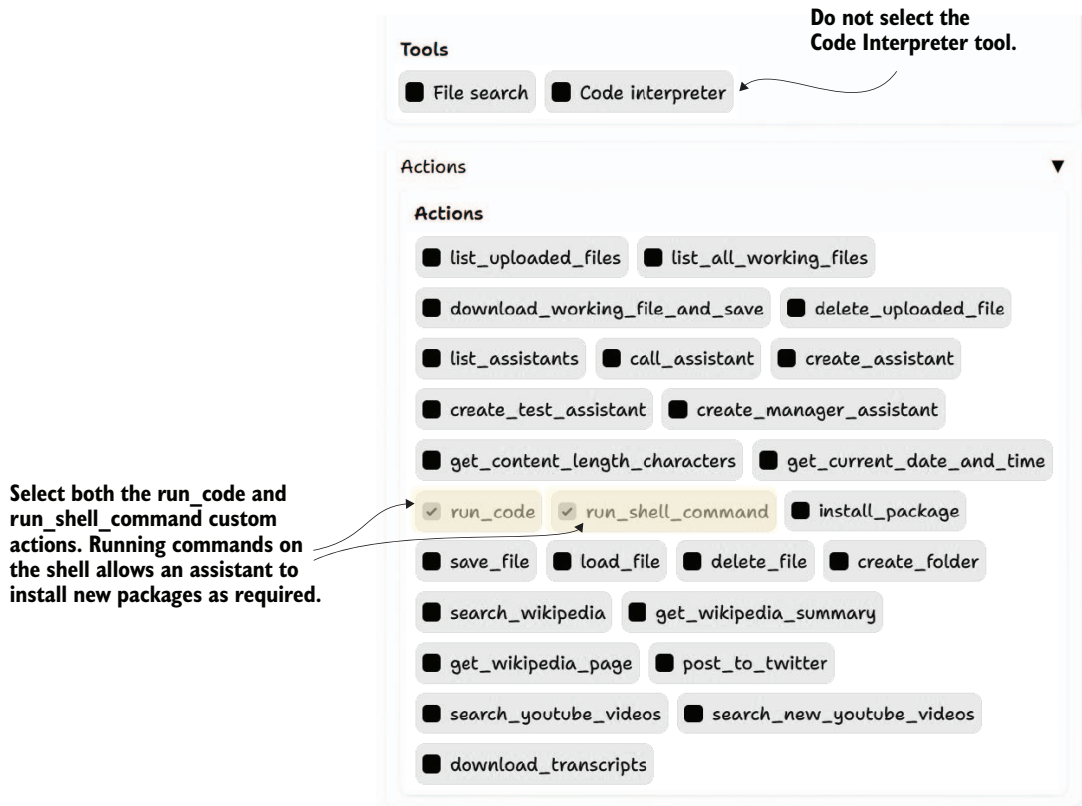 Do not select the
Code Interpreter tool.
Tools
File search Code interpreter
Actions
Actions
list_uploaded_files list_all_working_files
download_working_file_and_save delete_uploaded_file
list_assistants call_assistant create_assistant
create_test_assistant create_manager_assistant
get_content_length_characters get_current_date_and_time
Select both the run_code and
run_shell_command custom
actions. Running commands on
the shell allows an assistant to
install new packages as required.
run_code run_shell_command install_package
save_file load_file delete_file create_folder
search_wikipedia get_wikipedia_summary
get_wikipedia_page post_to_twitter
search_youtube_videos search_new_youtube_videos
download_transcripts